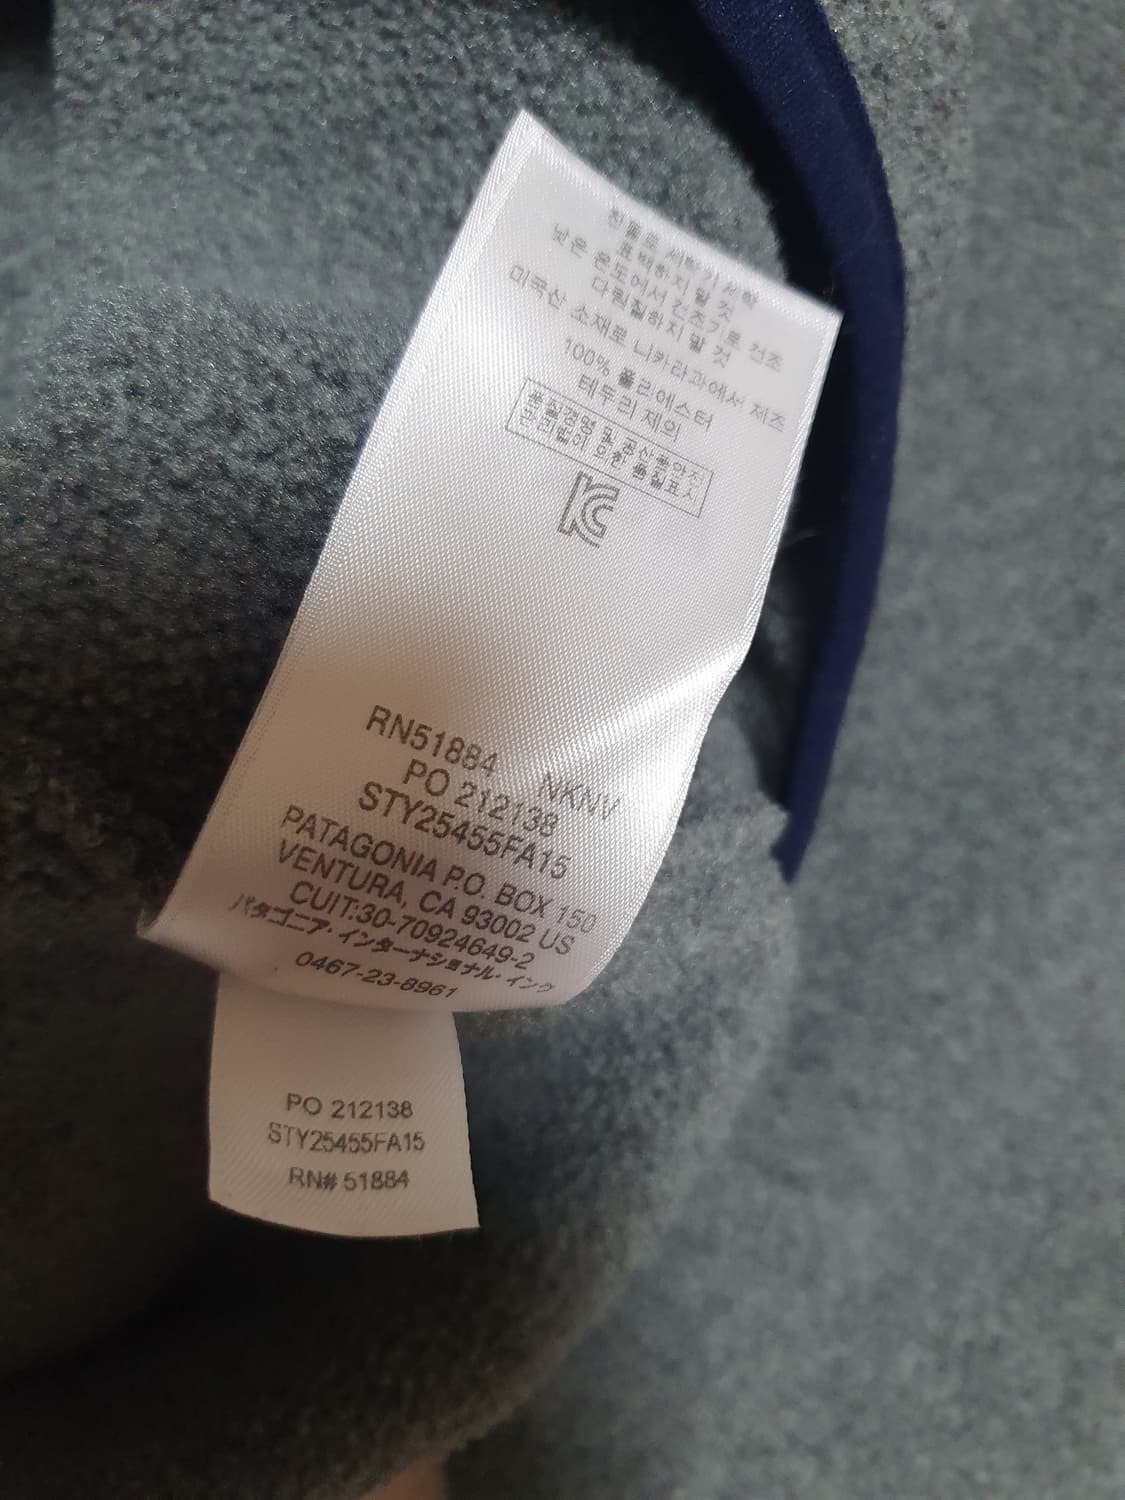 찬물로 세탁기 세탁
표백하지 말것
낮은 온도에서 건조기로 건조
다림질하지 말 것
미국산 소재로 니카라과에서 제조
100% 폴리에스터
테두리 제의
품질경영 및 공산품안전
관리법에 의한 품질표시
RN51884 NKNV
PO 212138
STY25455FA15
PATAGONIA P.O. BOX 150
VENTURA, CA 93002 US
CUIT:30-70924649-2
パタゴニア・インターナショナル・インク
0467-23-8961
PO 212138
STY25455FA15
RN# 51884